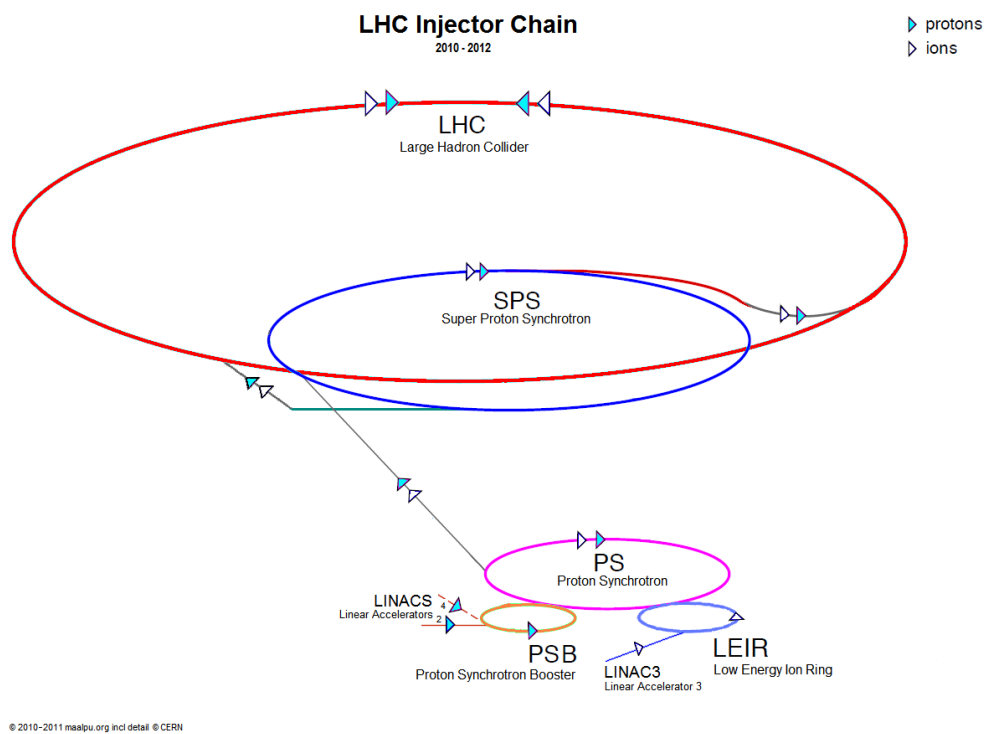 LHC Injector Chain
2010 - 2012
protons
ions
LHC
Large Hadron Collider
SPS
Super Proton Synchrotron
PS
Proton Synchrotron
LINACS
Linear Accelerators
4
2
PSB
Proton Synchrotron Booster
LINAC3
Linear Accelerator 3
LEIR
Low Energy Ion Ring
© 2010-2011 maalpu.org incl detail © CERN